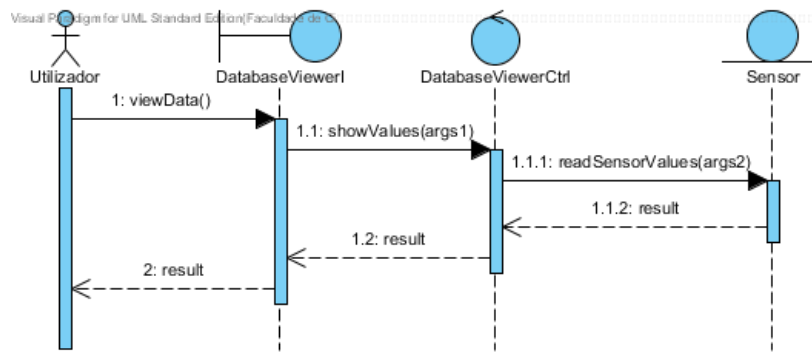 Visual Paradigm for UML Standard Edition(Faculdade de C
Utilizador
DatabaseViewerI
DatabaseViewerCtrl
Sensor
1: viewData()
1.1: showValues(args1)
1.1.1: readSensorValues(args2)
1.1.2: result
1.2: result
2: result